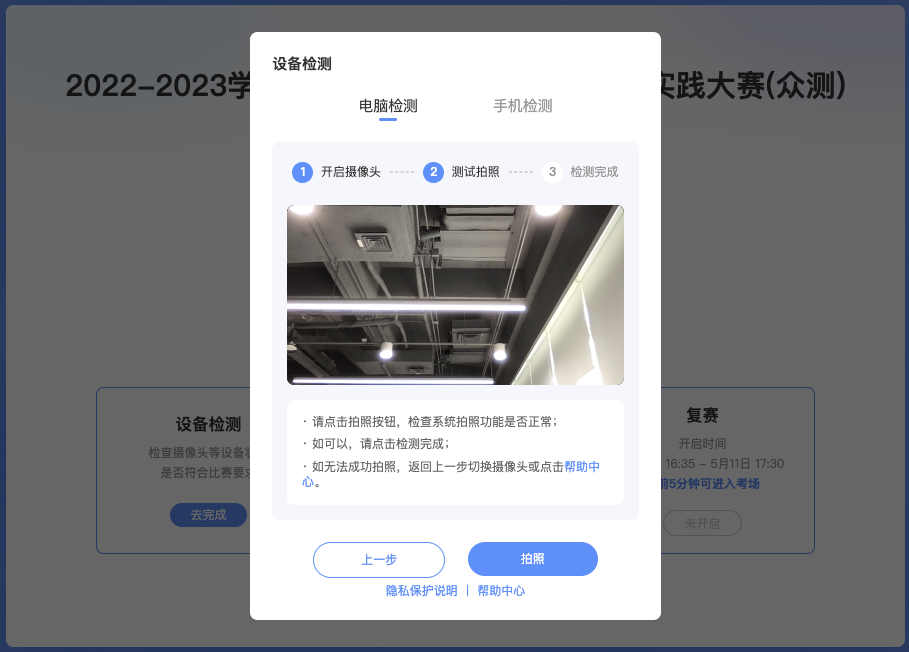 2022-2023学
实践大赛(众测)
设备检测
电脑检测
手机检测
1 开启摄像头
2 测试拍照
3 检测完成
· 请点击拍照按钮，检查系统拍照功能是否正常；
· 如可以，请点击检测完成；
· 如无法成功拍照，返回上一步切换摄像头或点击帮助中
心。
上一步
拍照
隐私保护说明 | 帮助中心
设备检测
检查摄像头等设备
是否符合比赛要
去完成
复赛
开启时间
16:35 - 5月11日 17:30
前5分钟可进入考场
未开启